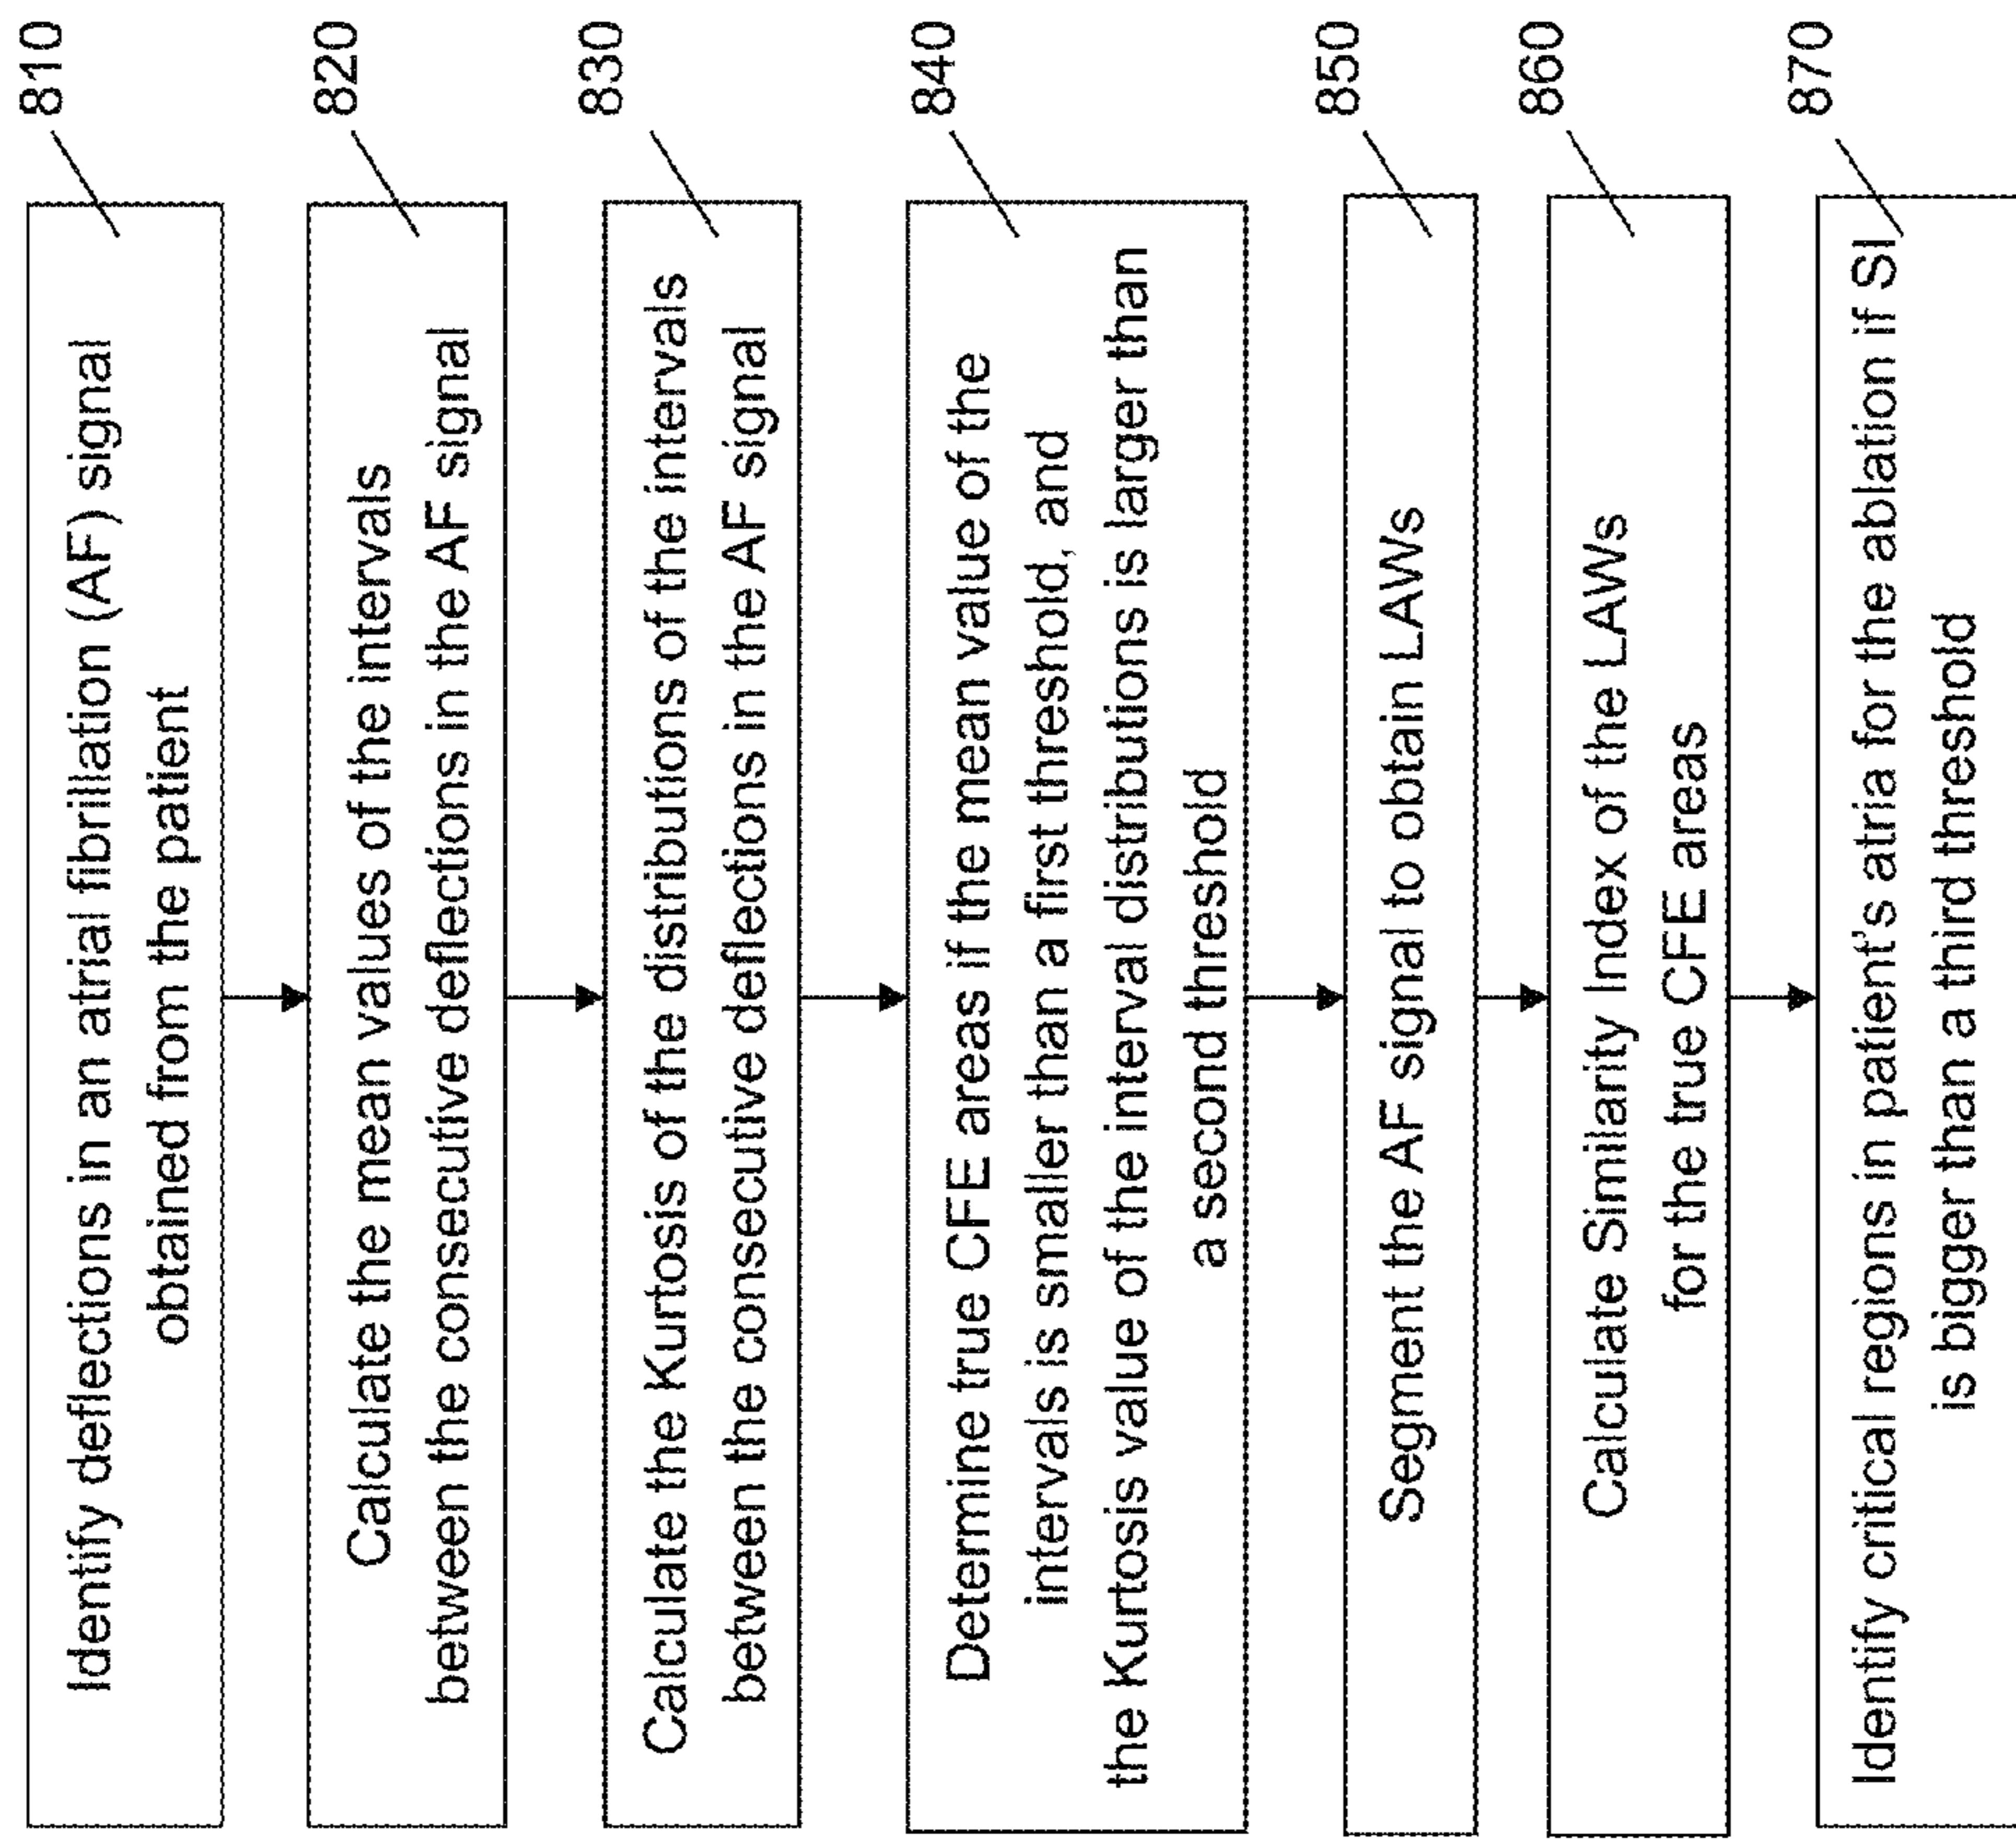 810
Identify deflections in an atrial fibrillation (AF) signal
obtained from the patient
820
Calculate the mean values of the intervals
between the consecutive deflections in the AF signal
830
Calculate the Kurtosis of the distributions of the intervals
between the consecutive deflections in the AF signal
840
Determine true CFE areas if the mean value of the
intervals is smaller than a first threshold, and
the Kurtosis value of the interval distributions is larger than
a second threshold
850
Segment the AF signal to obtain LAWs
860
Calculate Similarity Index of the LAWs
for the true CFE areas
870
Identify critical regions in patient's atria for the ablation if SI
is bigger than a third threshold